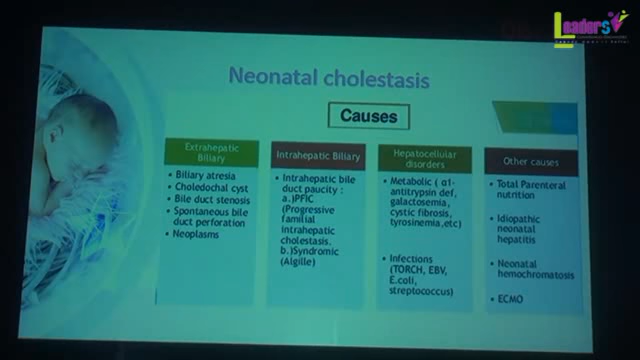 Leaders
Neonatal cholestasis
Causes
Extrahepatic
Biliary
• Biliary atresia
• Choledochal cyst
• Bile duct stenosis
• Spontaneous bile
duct perforation
• Neoplasms
Intrahepatic Biliary
• Intrahepatic bile
duct paucity :
a.)PFIC
(Progressive
familial
intrahepatic
cholestasis.
b.)Syndromic
(Algille)
Hepatocellular
disorders
• Metabolic ( α1-
antitrypsin def,
galactosemia,
cystic fibrosis,
tyrosinemia,etc)
• Infections
(TORCH, EBV,
E.coli,
streptococcus)
Other causes
• Total Parenteral
nutrition
• Idiopathic
neonatal
hepatitis
• Neonatal
hemochromatosis
• ECMO